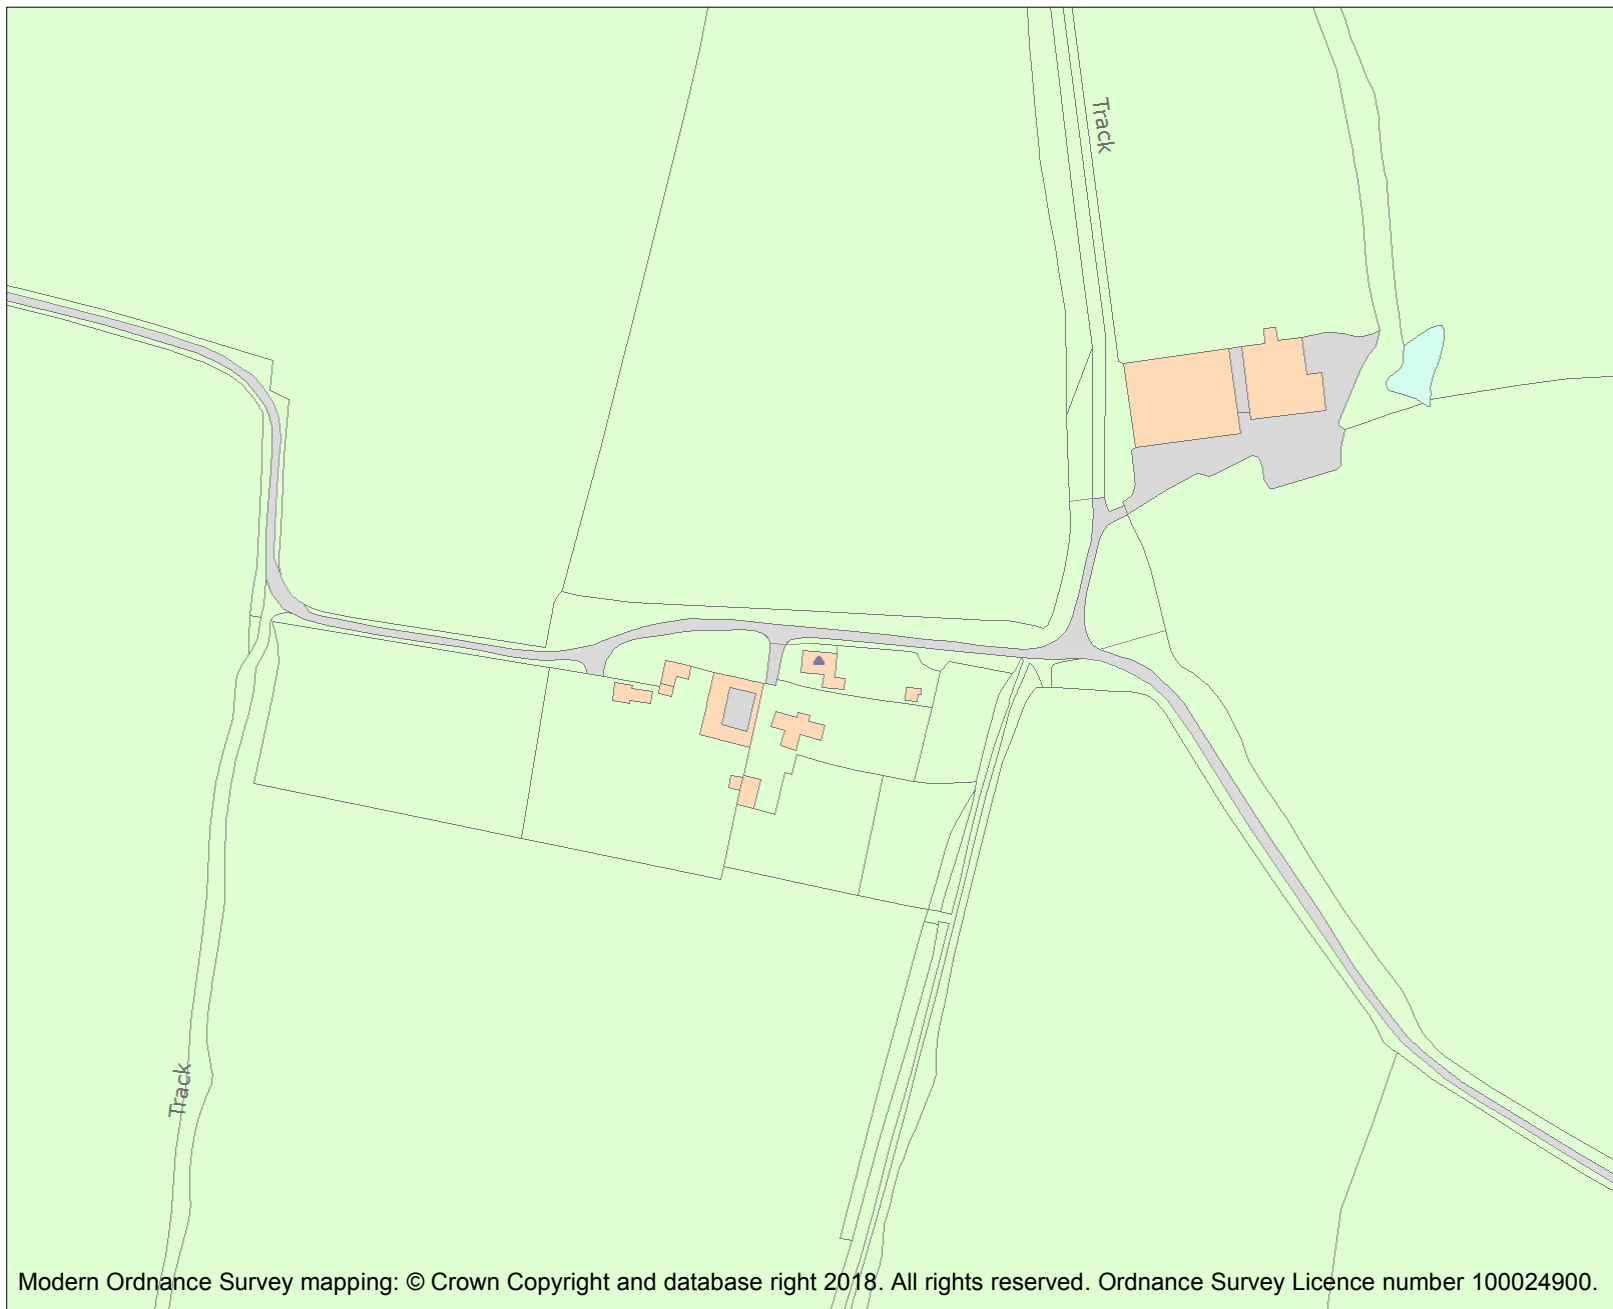 Track
Track
Modern Ordnance Survey mapping: © Crown Copyright and database right 2018. All rights reserved. Ordnance Survey Licence number 100024900.